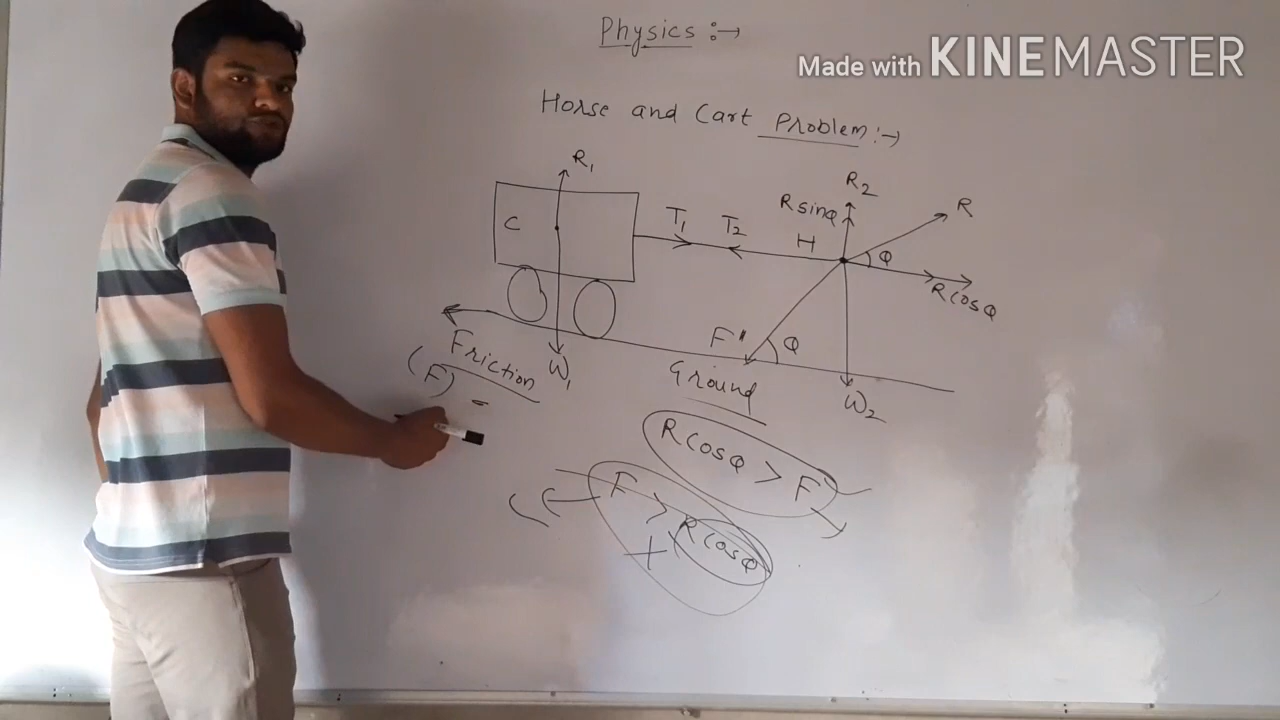 Physics :→
Made with KINEMASTER
Horse and Cart Problem :→
R₁
R₂
R
R sinφ
C
T₁
T₂
H
φ
R cosφ
F"
φ
Friction
(F)
W₁
Ground
W₂
R cosφ > F
F > R cosφ